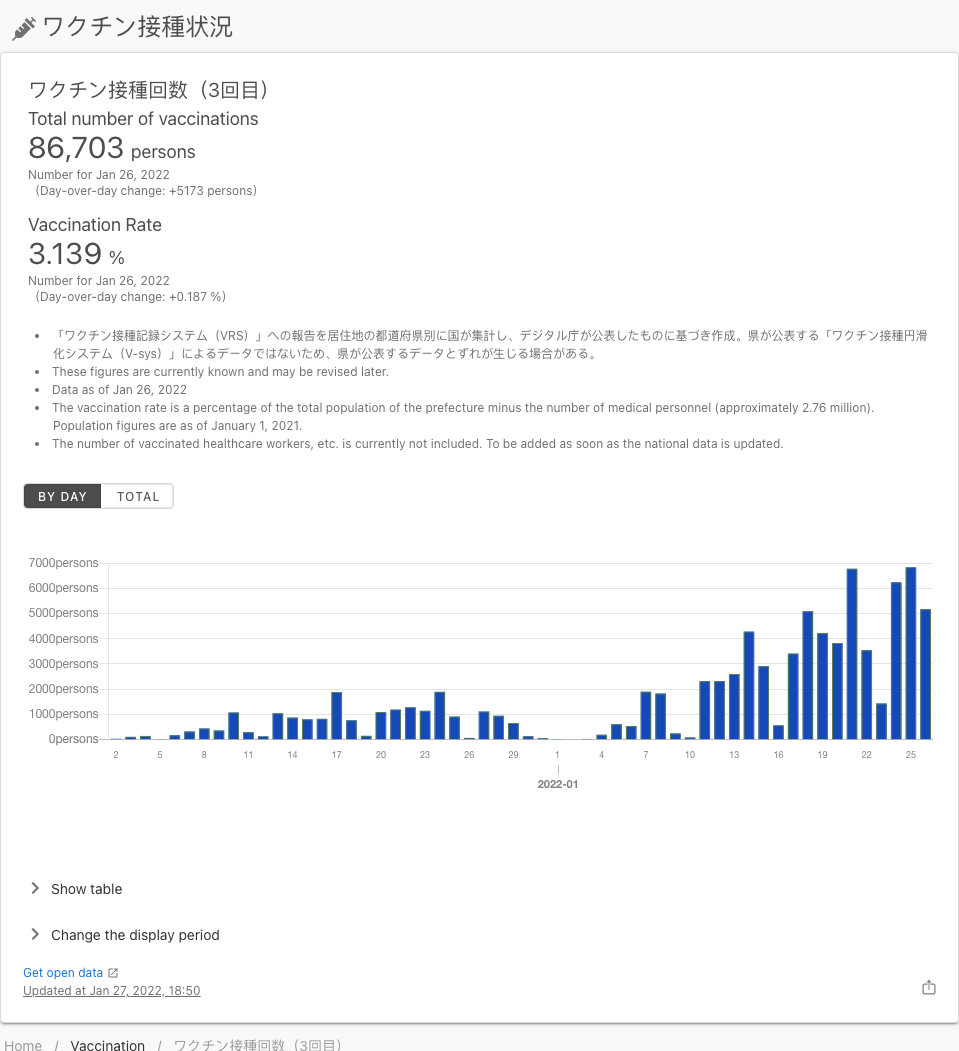 ワクチン接種状況
ワクチン接種回数（3回目）
Total number of vaccinations
86,703 persons
Number for Jan 26, 2022
（Day-over-day change: +5173 persons)
Vaccination Rate
3.139 %
Number for Jan 26, 2022
（Day-over-day change: +0.187 %)
• 「ワクチン接種記録システム（VRS）」への報告を居住地の都道府県別に国が集計し、デジタル庁が公表したものに基づき作成。県が公表する「ワクチン接種円滑
化システム（V-sys）」によるデータではないため、県が公表するデータとずれが生じる場合がある。
• These figures are currently known and may be revised later.
• Data as of Jan 26, 2022
• The vaccination rate is a percentage of the total population of the prefecture minus the number of medical personnel (approximately 2.76 million).
Population figures are as of January 1, 2021.
• The number of vaccinated healthcare workers, etc. is currently not included. To be added as soon as the national data is updated.
BY DAY TOTAL
7000persons
6000persons
5000persons
4000persons
3000persons
2000persons
1000persons
0persons
2 5 8 11 14 17 20 23 26 29 1 4 7 10 13 16 19 22 25
2022-01
Show table
Change the display period
Get open data
Updated at Jan 27, 2022, 18:50
Home / Vaccination / ワクチン接種回数（3回目）